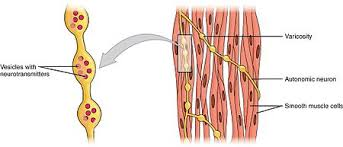 Vesicles with
neurotransmitters
Varicosity
Autonomic neuron
Smooth muscle cells